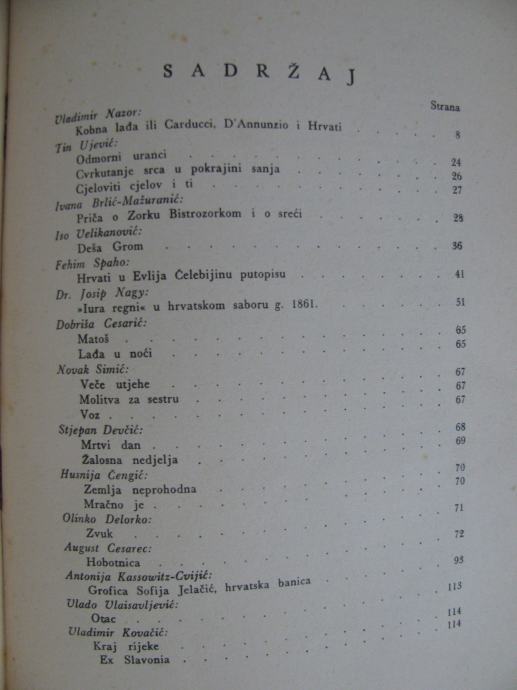 SADRŽAJ
Strana
Vladimir Nazor:
Kobna lađa ili Carducci, D'Annunzio i Hrvati . . . . 8
Tin Ujević:
Odmorni uranci . . . . 24
Cvrkutanje srca u pokrajini sanja . . . . 26
Cjeloviti cjelov i ti . . . . 27
Ivana Brlić-Mažuranić:
Priča o Zorku Bistrozorkom i o sreći . . . . 28
Iso Velikanović:
Deša Grom . . . . 36
Fehim Spaho:
Hrvati u Evlija Čelebijinu putopisu . . . . 41
Dr. Josip Nagy:
»Iura regni« u hrvatskom saboru g. 1861. . . . . 51
Dobriša Cesarić:
Matoš . . . . 65
Lađa u noći . . . . 65
Novak Simić:
Veče utjehe . . . . 67
Molitva za sestru . . . . 67
Voz . . . . 67
Stjepan Devčić:
Mrtvi dan . . . . 68
Žalosna nedjelja . . . . 69
Husnija Čengić:
Zemlja neprohodna . . . . 70
Mračno je . . . . 70
Olinko Delorko:
Zvuk . . . . 71
August Cesarec:
Hobotnica . . . . 72
Antonija Kassowitz-Cvijić:
Grofica Sofija Jelačić, hrvatska banica . . . . 95
Vlado Vlaisavljević:
Otac . . . . 113
Vladimir Kovačić:
Kraj rijeke . . . . 114
Ex Slavonia . . . . 114